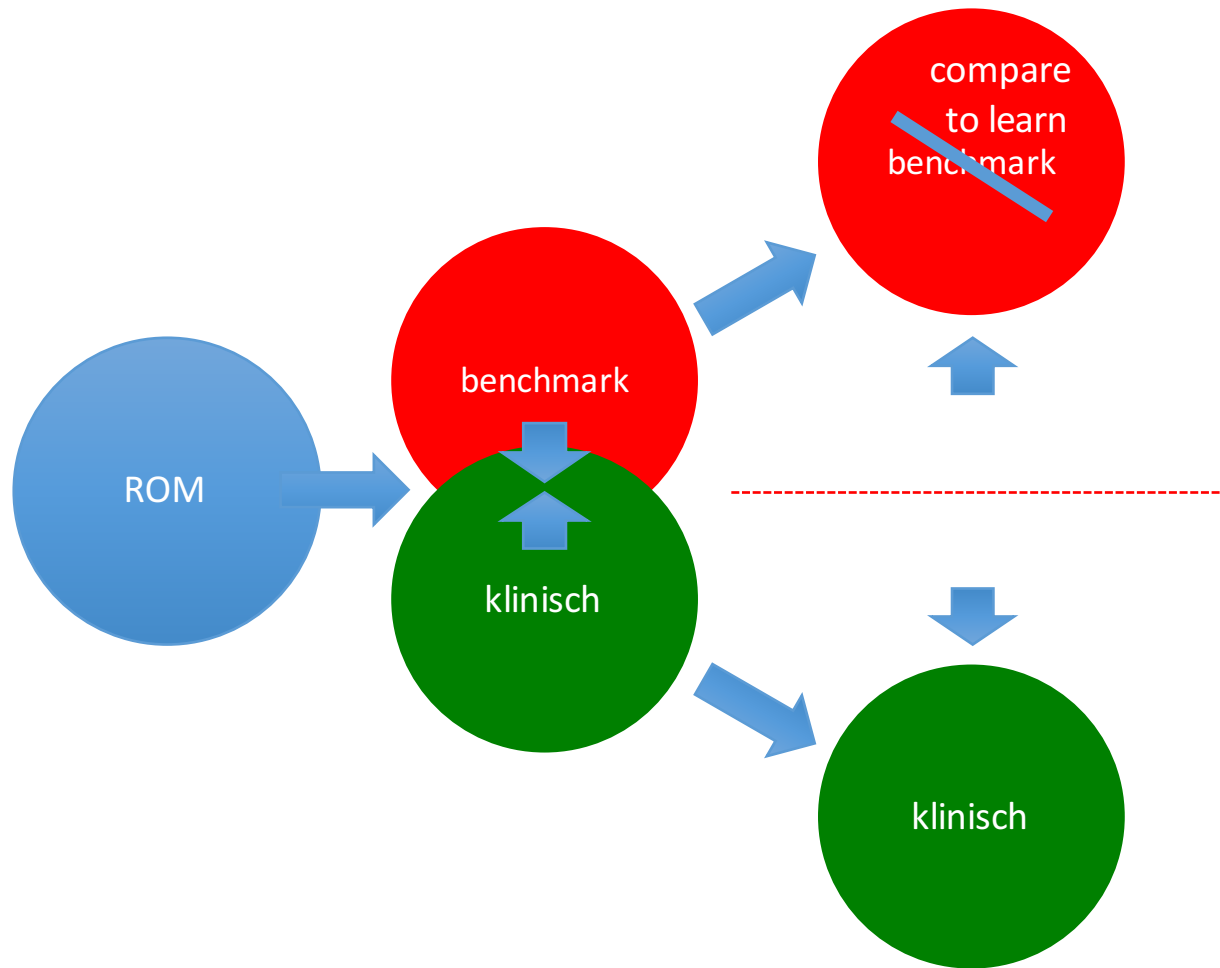 compare
to learn
benchmark
benchmark
ROM
klinisch
klinisch